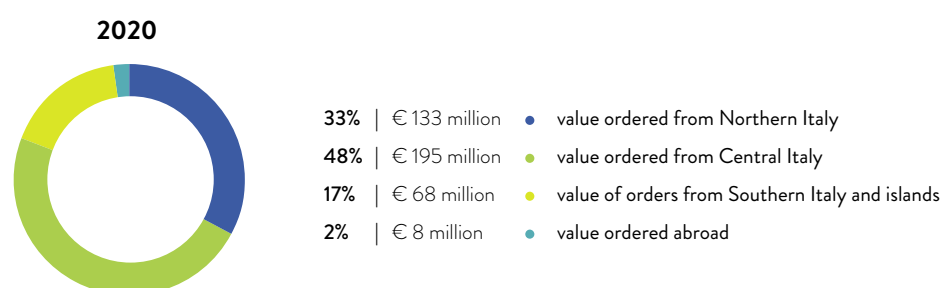 2020
33% | € 133 million • value ordered from Northern Italy
48% | € 195 million • value ordered from Central Italy
17% | € 68 million • value of orders from Southern Italy and islands
2% | € 8 million • value ordered abroad